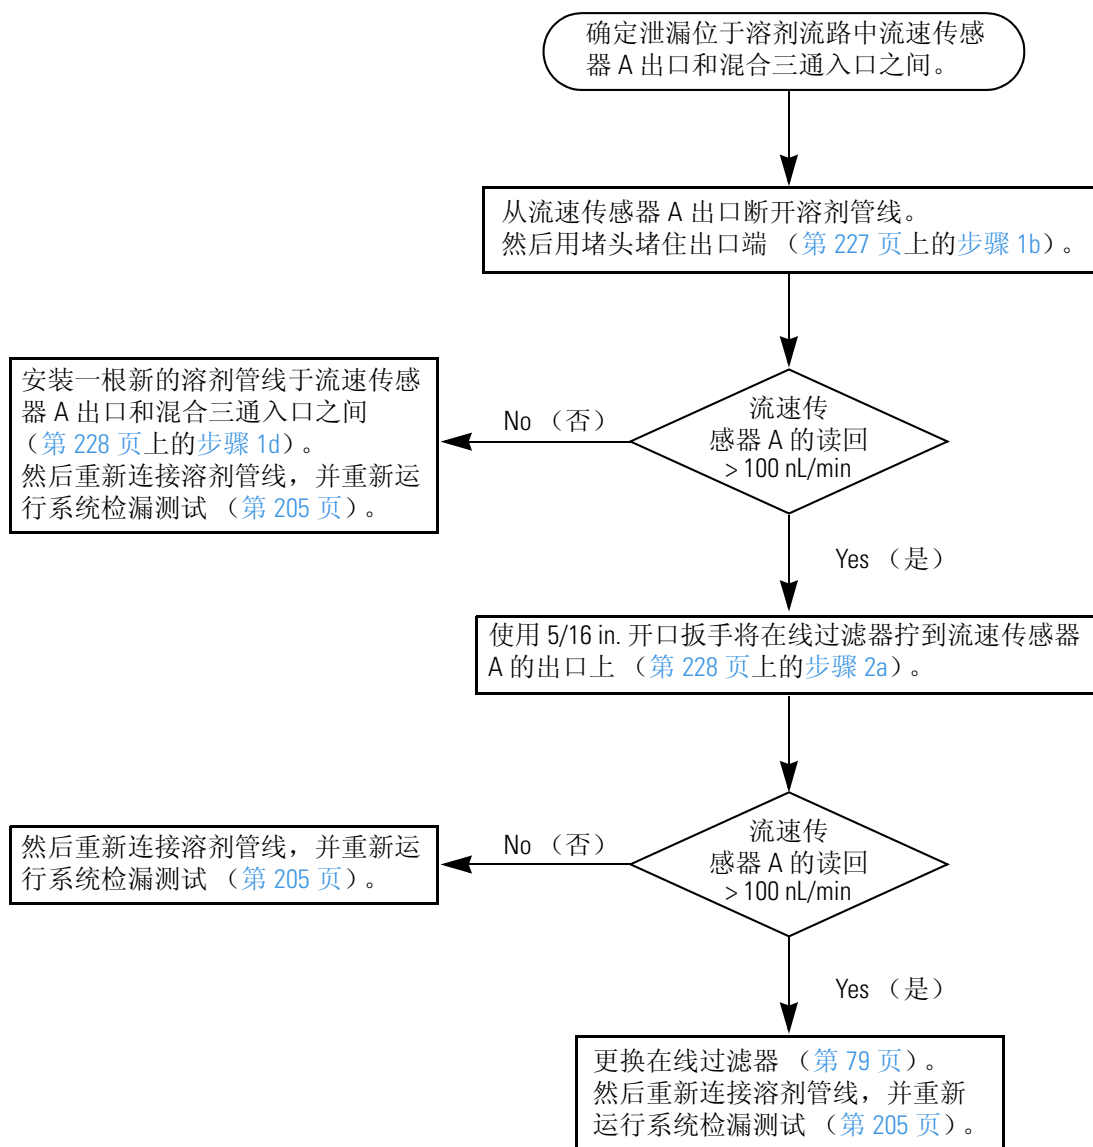 确定泄漏位于溶剂流路中流速传感
器 A 出口和混合三通入口之间。
从流速传感器 A 出口断开溶剂管线。
然后用堵头堵住出口端 （第 227 页上的步骤 1b）。
流速传
感器 A 的读回
> 100 nL/min
No （否）
安装一根新的溶剂管线于流速传感
器 A 出口和混合三通入口之间
（第 228 页上的步骤 1d）。
然后重新连接溶剂管线，并重新运
行系统检漏测试 （第 205 页）。
Yes （是）
使用 5/16 in. 开口扳手将在线过滤器拧到流速传感器
A 的出口上 （第 228 页上的步骤 2a）。
流速传
感器 A 的读回
> 100 nL/min
No （否）
然后重新连接溶剂管线，并重新运
行系统检漏测试 （第 205 页）。
Yes （是）
更换在线过滤器 （第 79 页）。
然后重新连接溶剂管线，并重新
运行系统检漏测试 （第 205 页）。